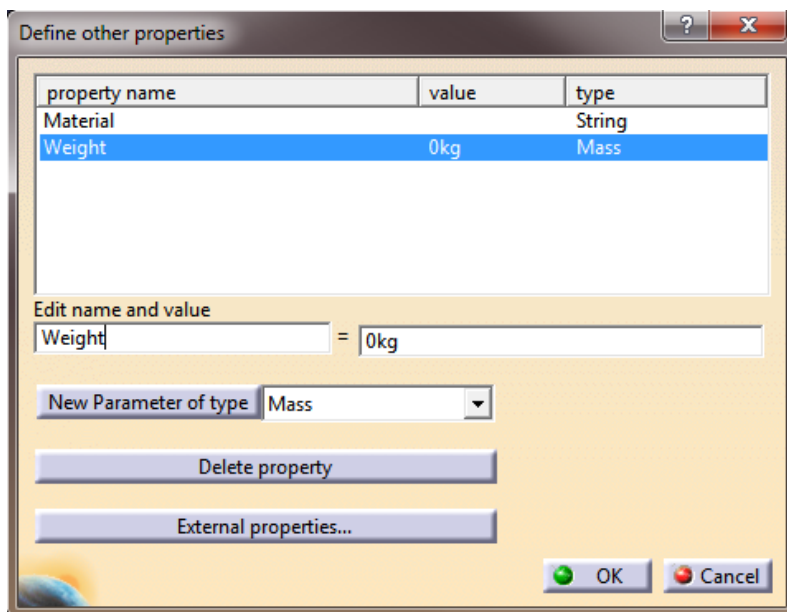 Define other properties
? X
property name value type
Material String
Weight 0kg Mass
Edit name and value
Weight = 0kg
New Parameter of type Mass
Delete property
External properties...
OK Cancel